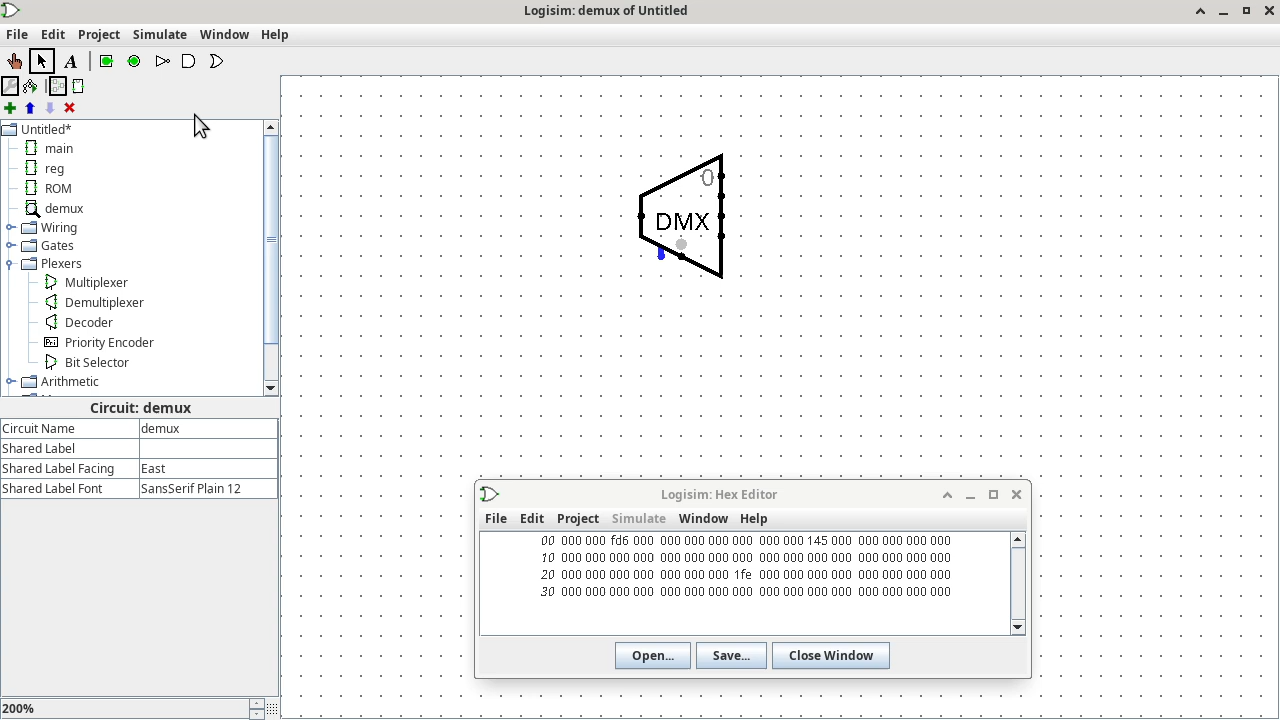 Logisim: demux of Untitled
File Edit Project Simulate Window Help
A
Untitled*
main
reg
ROM
demux
Wiring
Gates
Plexers
Multiplexer
Demultiplexer
Decoder
Priority Encoder
Bit Selector
Arithmetic
Circuit: demux
Circuit Name demux
Shared Label
Shared Label Facing East
Shared Label Font SansSerif Plain 12
200%
0
DMX
Logisim: Hex Editor
File Edit Project Simulate Window Help
00 000 000 fd6 000 000 000 000 000 000 000 145 000 000 000 000 000
10 000 000 000 000 000 000 000 000 000 000 000 000 000 000 000 000
20 000 000 000 000 000 000 000 1fe 000 000 000 000 000 000 000 000
30 000 000 000 000 000 000 000 000 000 000 000 000 000 000 000 000
Open... Save... Close Window